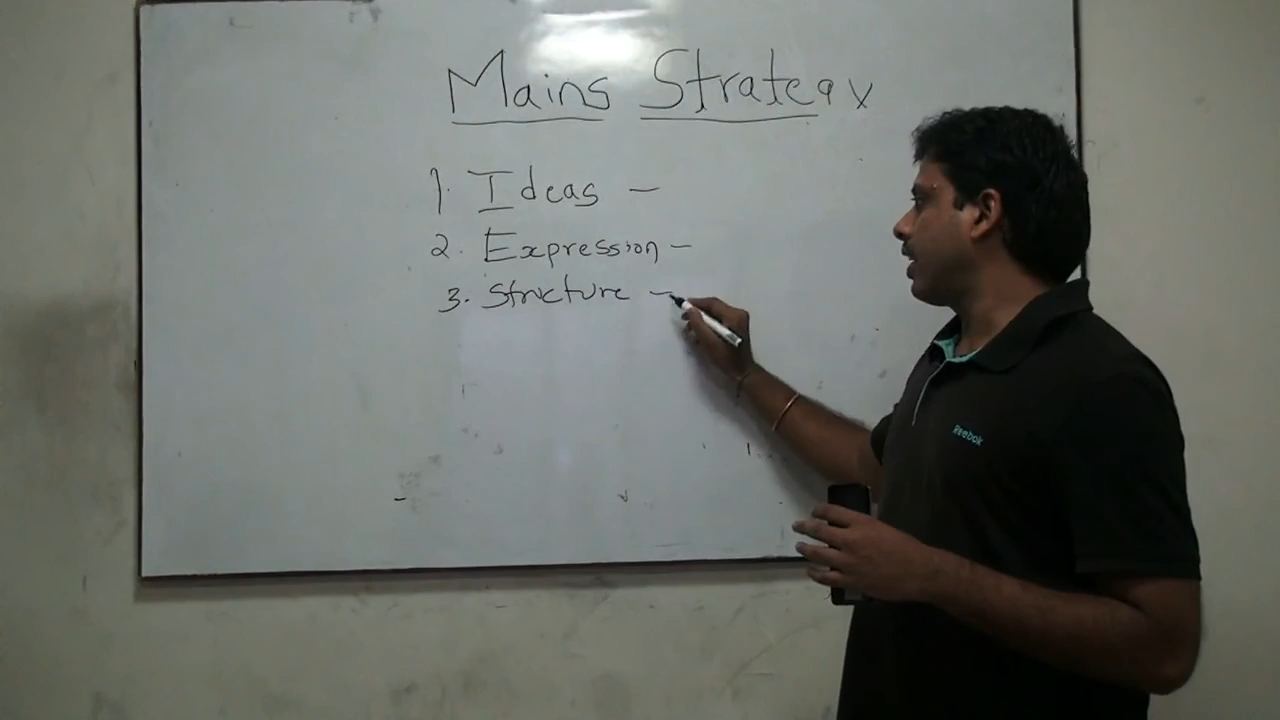 Mains Strategy
1. Ideas –
2. Expression –
3. Structure –
Reebok